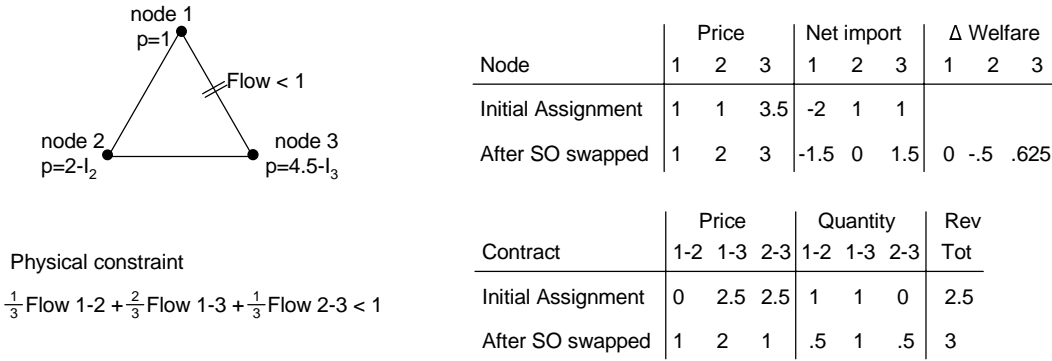 node 1
p=1
Flow < 1
node 2
p=2-I₂
node 3
p=4.5-I₃
Physical constraint
1/3 Flow 1-2 + 2/3 Flow 1-3 + 1/3 Flow 2-3 < 1
Price Net import Δ Welfare
Node 1 2 3 1 2 3 1 2 3
Initial Assignment 1 1 3.5 -2 1 1
After SO swapped 1 2 3 -1.5 0 1.5 0 -.5 .625
Price Quantity Rev
Contract 1-2 1-3 2-3 1-2 1-3 2-3 Tot
Initial Assignment 0 2.5 2.5 1 1 0 2.5
After SO swapped 1 2 1 .5 1 .5 3